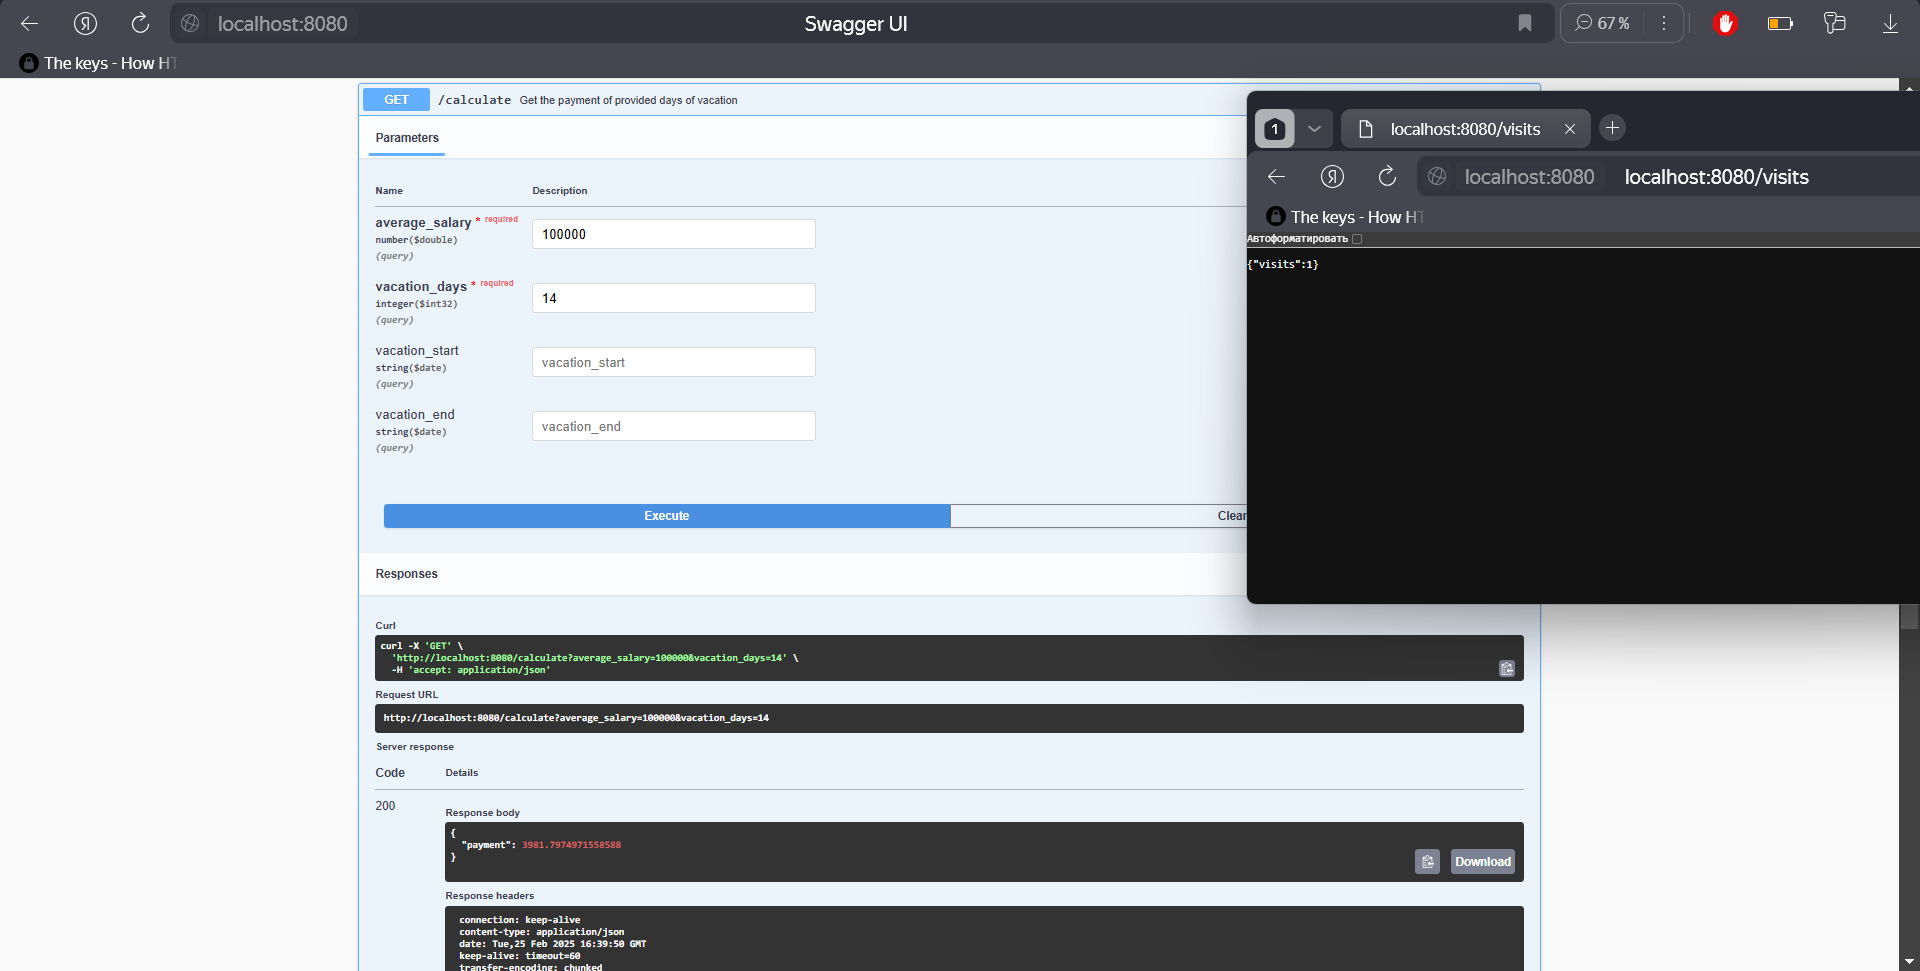 localhost:8080
Swagger UI
67 %
The keys - How HT
GET /calculate Get the payment of provided days of vacation
Parameters
Name Description
average_salary * required
number($double)
(query)
100000
vacation_days * required
integer($int32)
(query)
14
vacation_start
string($date)
(query)
vacation_start
vacation_end
string($date)
(query)
vacation_end
Execute
Clear
Responses
Curl
curl -X 'GET' \
'http://localhost:8080/calculate?average_salary=100000&vacation_days=14' \
-H 'accept: application/json'
Request URL
http://localhost:8080/calculate?average_salary=100000&vacation_days=14
Server response
Code Details
200
Response body
{
"payment": 3981.7974971558588
}
Download
Response headers
connection: keep-alive
content-type: application/json
date: Tue,25 Feb 2025 16:39:50 GMT
keep-alive: timeout=60
transfer-encoding: chunked
1
localhost:8080/visits
Я
localhost:8080 localhost:8080/visits
The keys - How HT
Автоформатировать
{"visits":1}